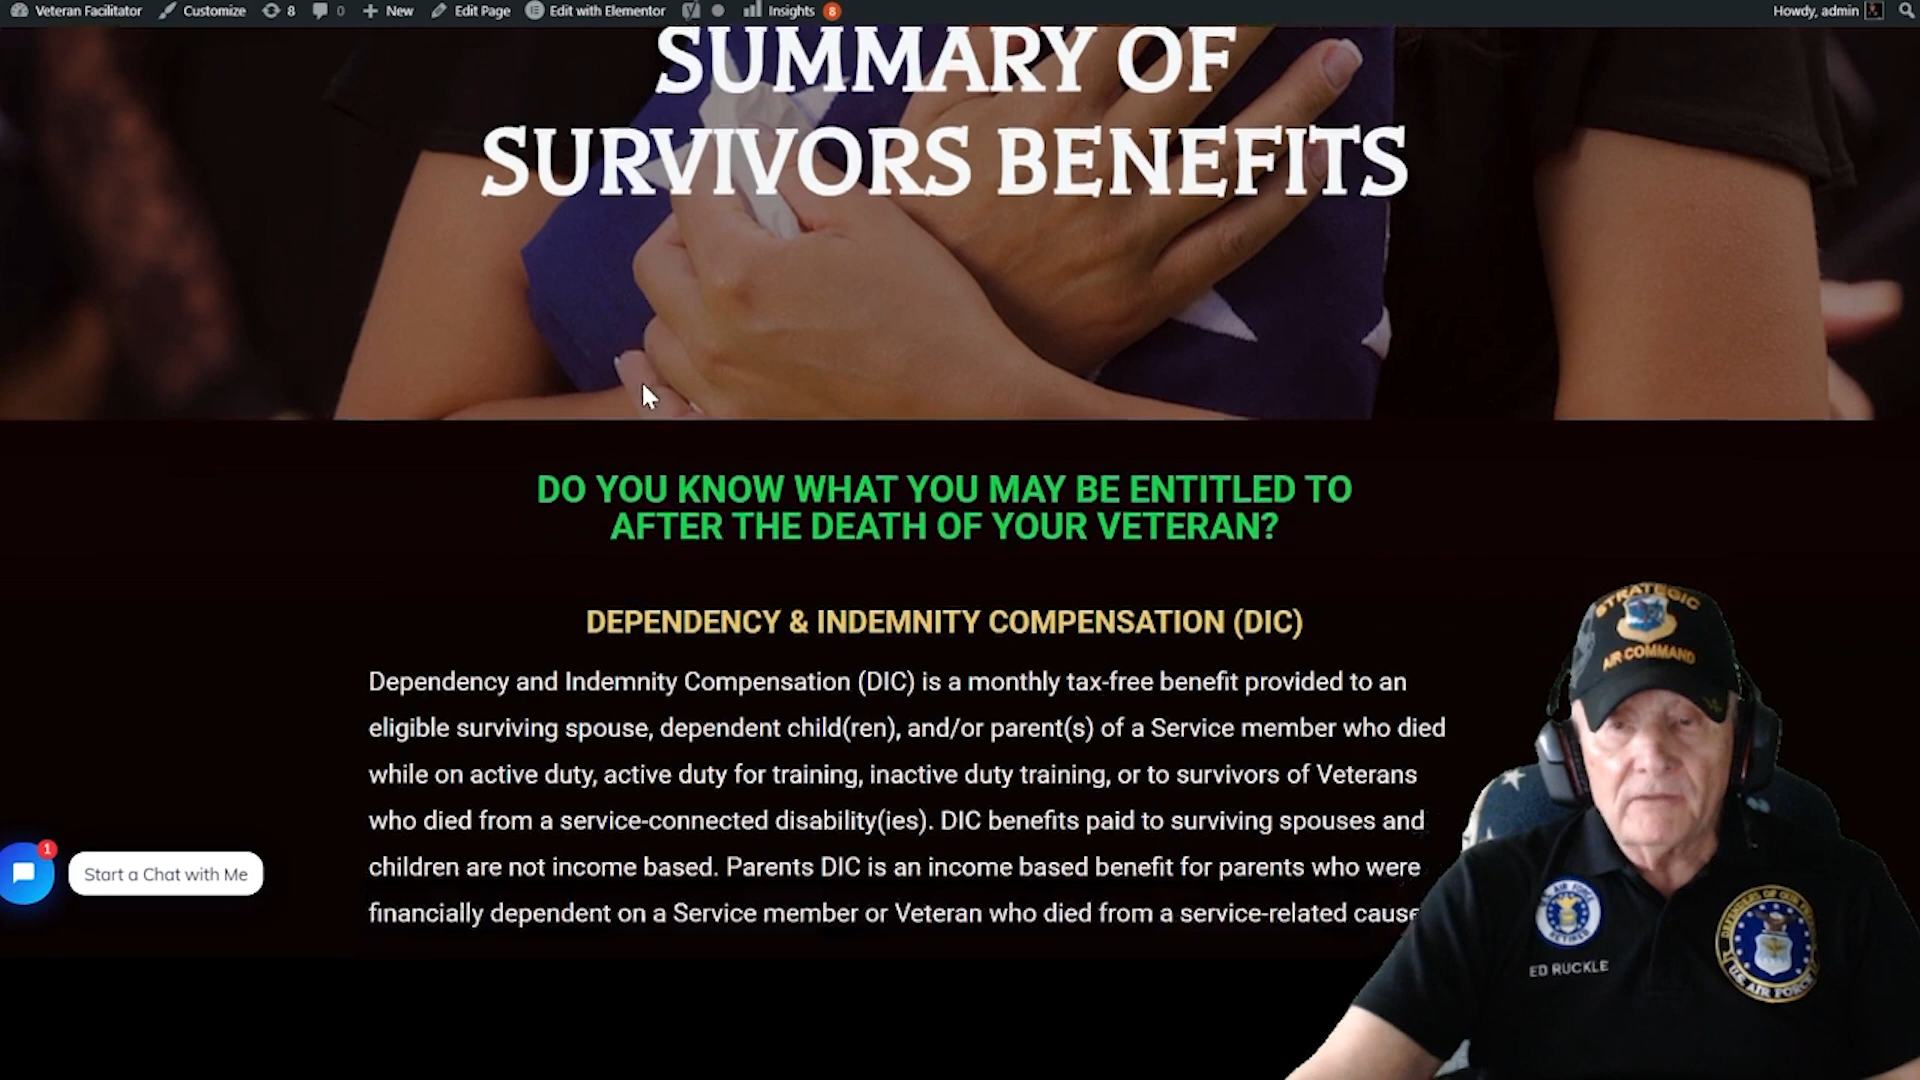 Veteran Facilitator Customize 8 0 New Edit Page Edit with Elementor Insights 8 Howdy, admin
SUMMARY OF
SURVIVORS BENEFITS
DO YOU KNOW WHAT YOU MAY BE ENTITLED TO
AFTER THE DEATH OF YOUR VETERAN?
DEPENDENCY & INDEMNITY COMPENSATION (DIC)
Dependency and Indemnity Compensation (DIC) is a monthly tax-free benefit provided to an
eligible surviving spouse, dependent child(ren), and/or parent(s) of a Service member who died
while on active duty, active duty for training, inactive duty training, or to survivors of Veterans
who died from a service-connected disability(ies). DIC benefits paid to surviving spouses and
children are not income based. Parents DIC is an income based benefit for parents who were
financially dependent on a Service member or Veteran who died from a service-related cause
1
Start a Chat with Me
STRATEGIC
AIR COMMAND
U.S. AIR FORCE
RETIRED
ED RUCKLE
U.S. AIR FORCE